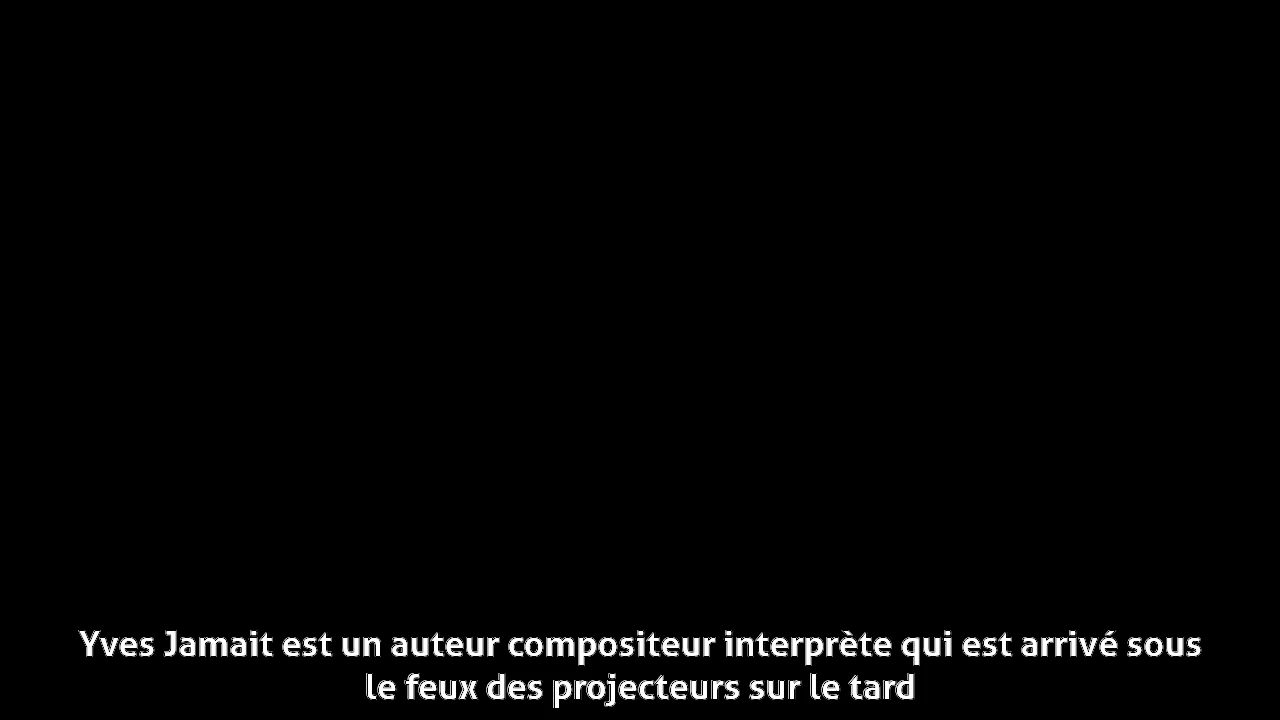 Yves Jamait est un auteur compositeur interprète qui est arrivé sous
le feux des projecteurs sur le tard